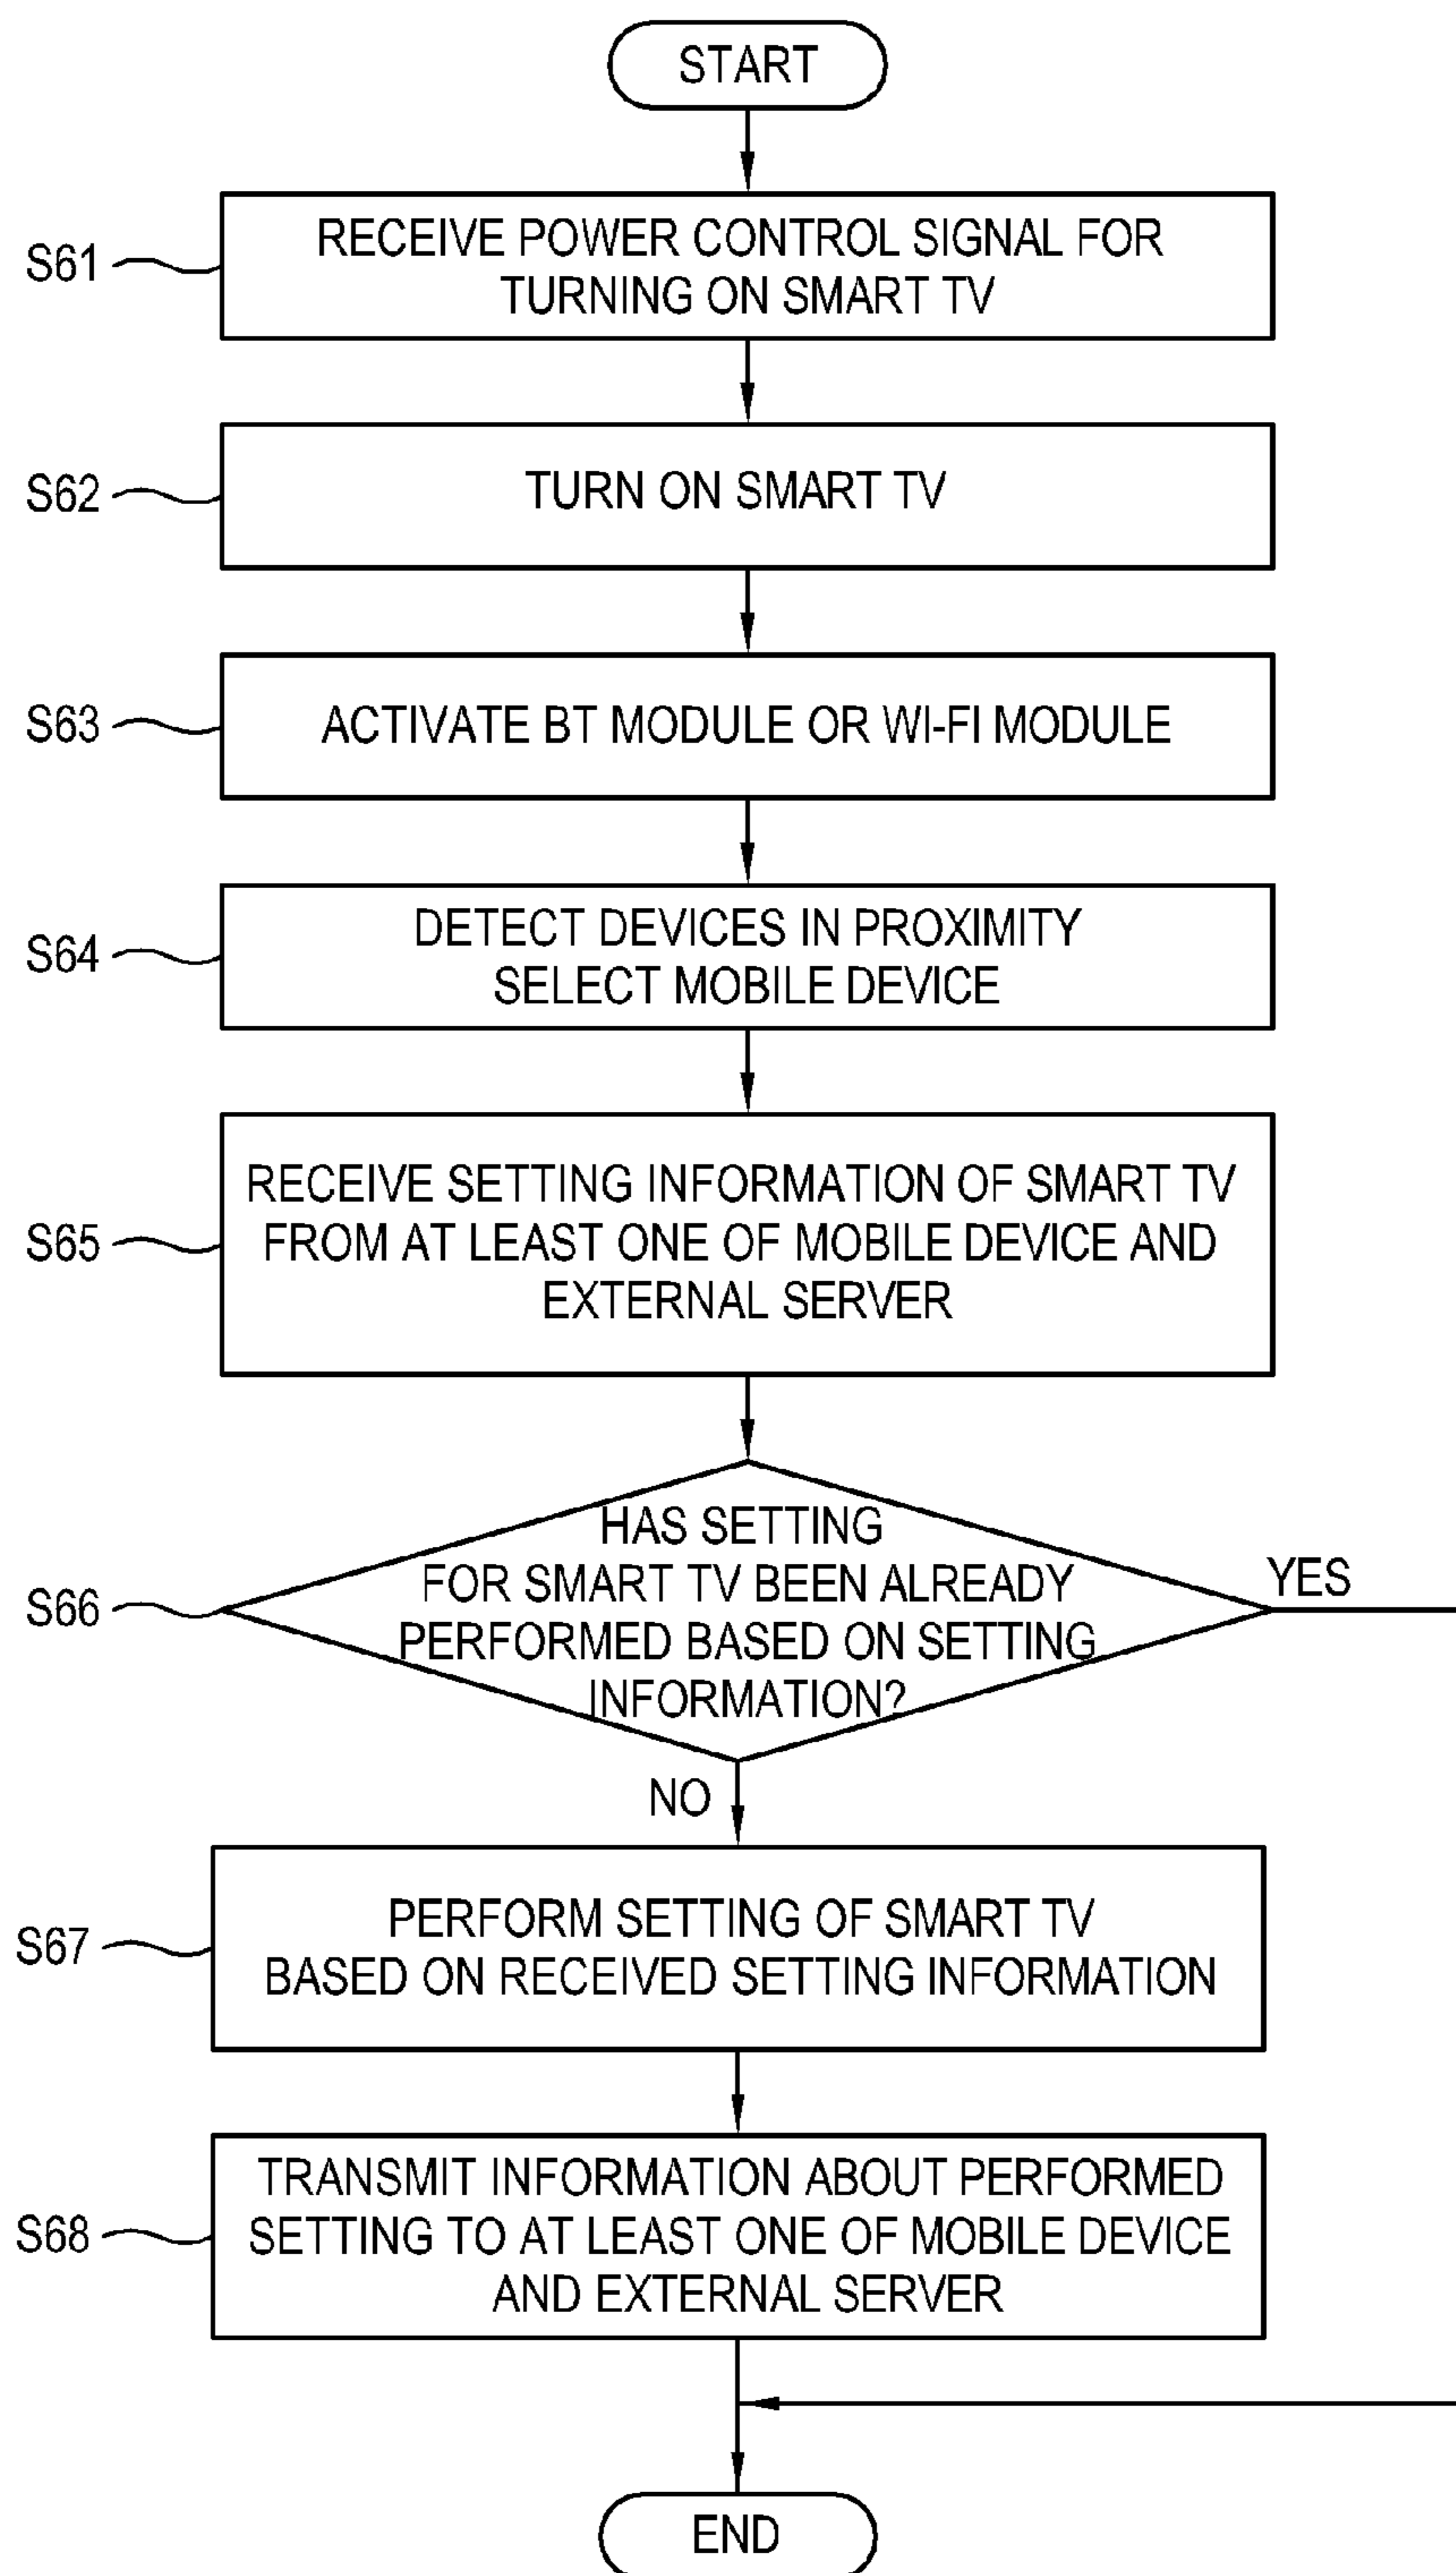 START
S61
RECEIVE POWER CONTROL SIGNAL FOR
TURNING ON SMART TV
S62
TURN ON SMART TV
S63
ACTIVATE BT MODULE OR WI-FI MODULE
S64
DETECT DEVICES IN PROXIMITY
SELECT MOBILE DEVICE
S65
RECEIVE SETTING INFORMATION OF SMART TV
FROM AT LEAST ONE OF MOBILE DEVICE AND
EXTERNAL SERVER
S66
HAS SETTING
FOR SMART TV BEEN ALREADY
PERFORMED BASED ON SETTING
INFORMATION?
YES
NO
S67
PERFORM SETTING OF SMART TV
BASED ON RECEIVED SETTING INFORMATION
S68
TRANSMIT INFORMATION ABOUT PERFORMED
SETTING TO AT LEAST ONE OF MOBILE DEVICE
AND EXTERNAL SERVER
END